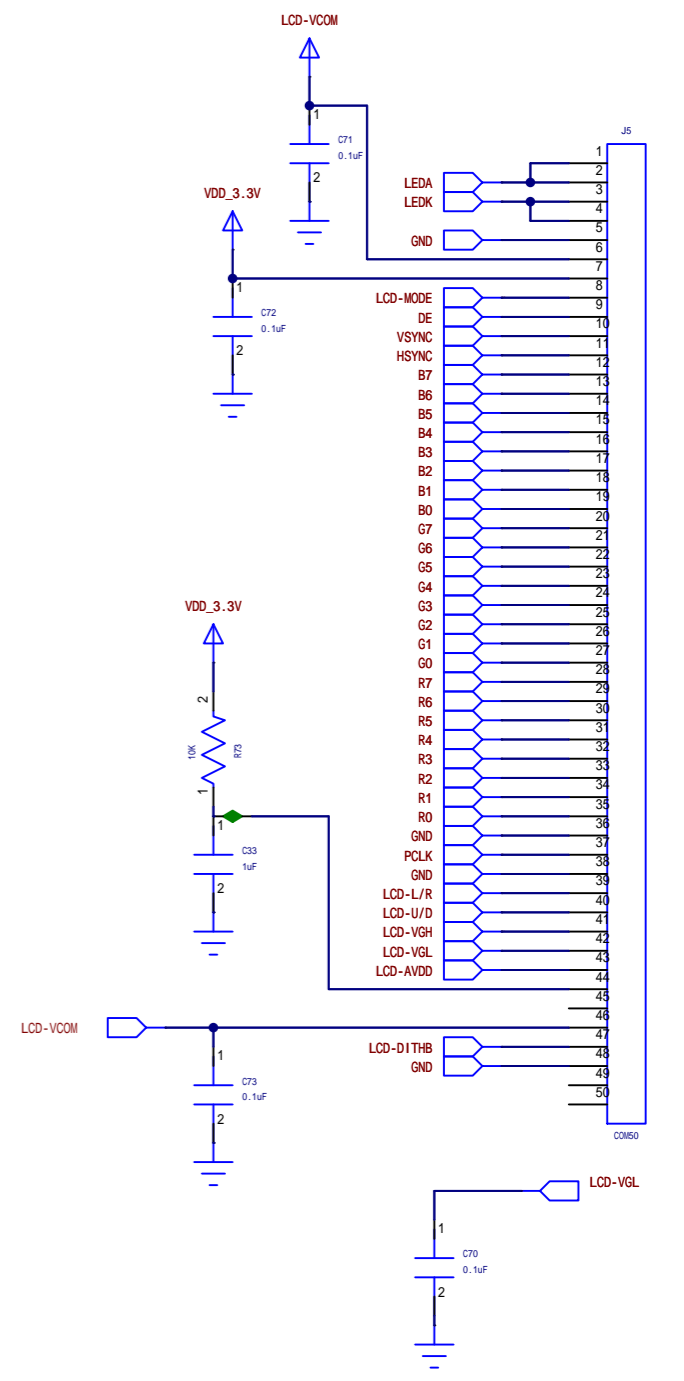 LCD-VCOM
1
C71
0.1uF
2
VDD_3.3V
1
C72
0.1uF
2
J5
1
2
LEDA
3
LEDK
4
5
GND
6
7
8
LCD-MODE
9
DE
10
VSYNC
11
HSYNC
12
B7
13
B6
14
B5
15
B4
16
B3
17
B2
18
B1
19
B0
20
G7
21
G6
22
G5
23
G4
24
G3
25
G2
26
G1
27
G0
28
R7
29
R6
30
R5
31
R4
32
R3
33
R2
34
R1
35
R0
36
GND
37
PCLK
38
GND
39
LCD-L/R
40
LCD-U/D
41
LCD-VGH
42
LCD-VGL
43
LCD-AVDD
44
45
46
47
LCD-DITHB
48
GND
49
50
COM50
VDD_3.3V
2
10K
R73
1
1
C33
1uF
2
LCD-VCOM
1
C73
0.1uF
2
LCD-VGL
1
C70
0.1uF
2